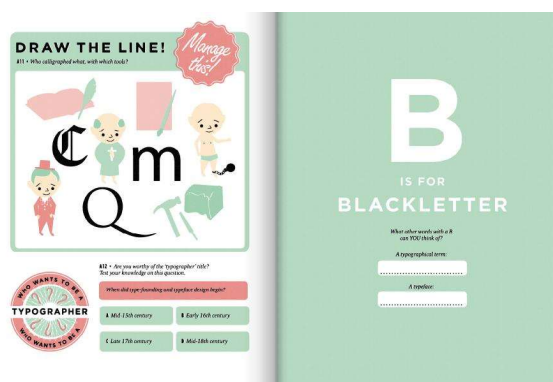 DRAW THE LINE!
Manage
this!
#11 • Who calligraphed what, with which tools?
C
m
Q
#12 • Are you worthy of the 'typographer' title?
Test your knowledge on this question.
WHO WANTS TO BE A
TYPOGRAPHER
WHO WANTS TO BE A
When did type-founding and typeface design begin?
A Mid-15th century
B Early 16th century
C Late 17th century
D Mid-18th century
B
IS FOR
BLACKLETTER
What other words with a B
can YOU think of?
A typographical term:
A typeface: